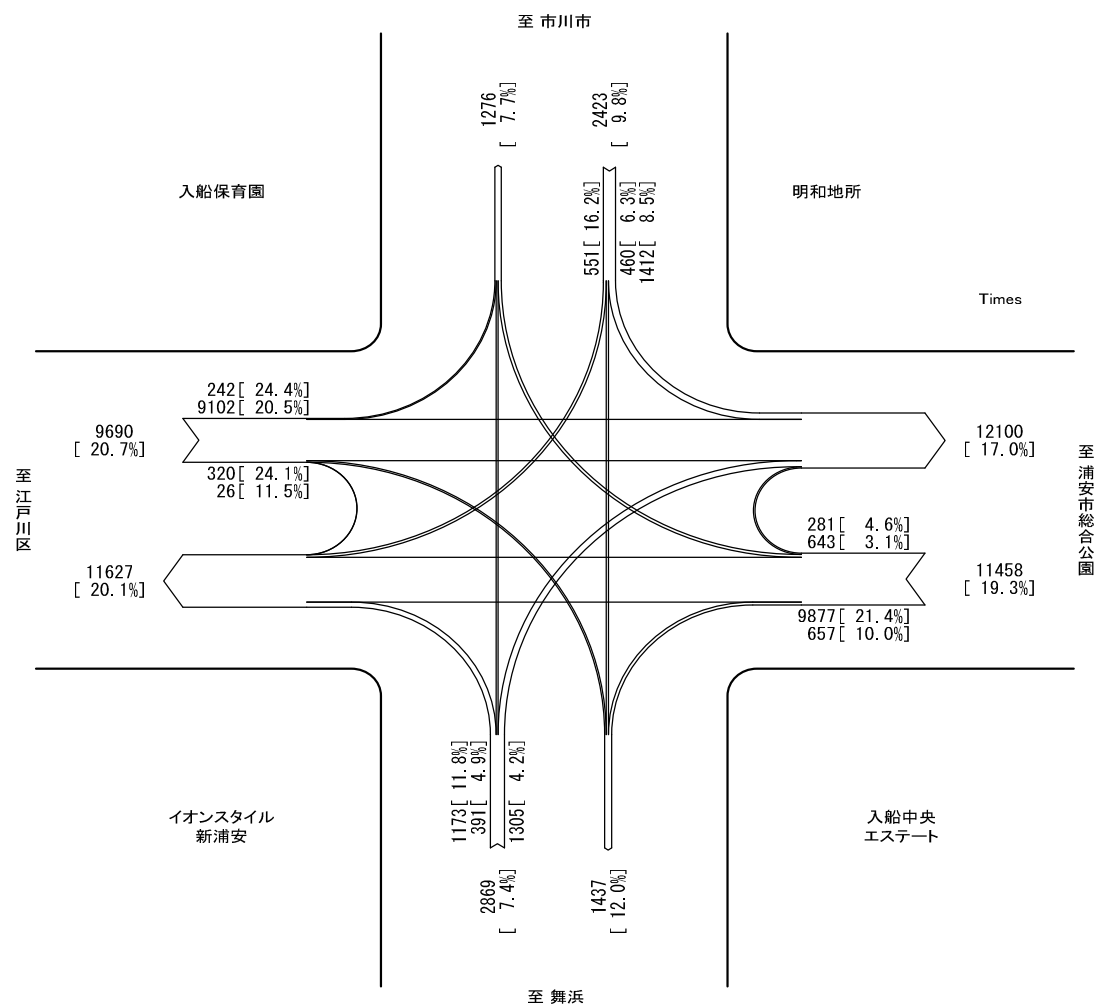 至 市川市
1276
[ 7.7%]
2423
[ 9.8%]
入船保育園
明和地所
551[ 16.2%]
460[ 6.3%]
1412[ 8.5%]
Times
242[ 24.4%]
9102[ 20.5%]
9690
[ 20.7%]
320[ 24.1%]
26[ 11.5%]
12100
[ 17.0%]
至 江戸川区
至 浦安市総合公園
281[ 4.6%]
643[ 3.1%]
11627
[ 20.1%]
11458
[ 19.3%]
9877[ 21.4%]
657[ 10.0%]
1173[ 11.8%]
391[ 4.9%]
1305[ 4.2%]
イオンスタイル
新浦安
入船中央
エステート
2869
[ 7.4%]
1437
[ 12.0%]
至 舞浜